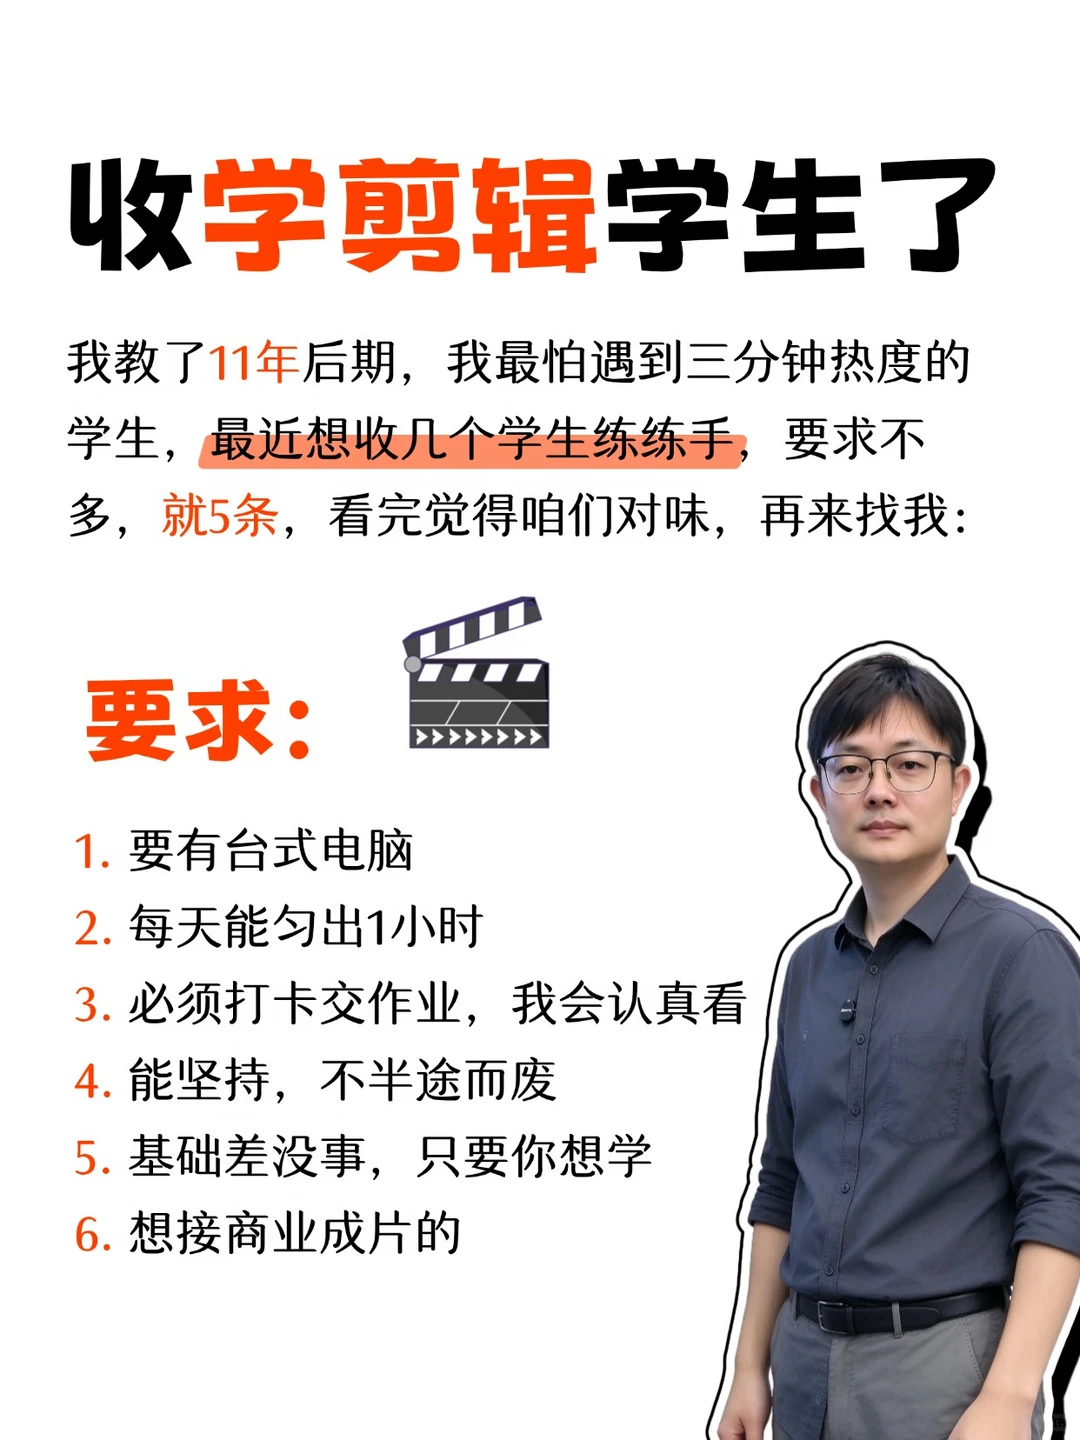 收学剪辑学生了
我教了11年后期，我最怕遇到三分钟热度的
学生，最近想收几个学生练练手，要求不
多，就5条，看完觉得咱们对味，再来找我：
要求：
1. 要有台式电脑
2. 每天能匀出1小时
3. 必须打卡交作业，我会认真看
4. 能坚持，不半途而废
5. 基础差没事，只要你想学
6. 想接商业成片的